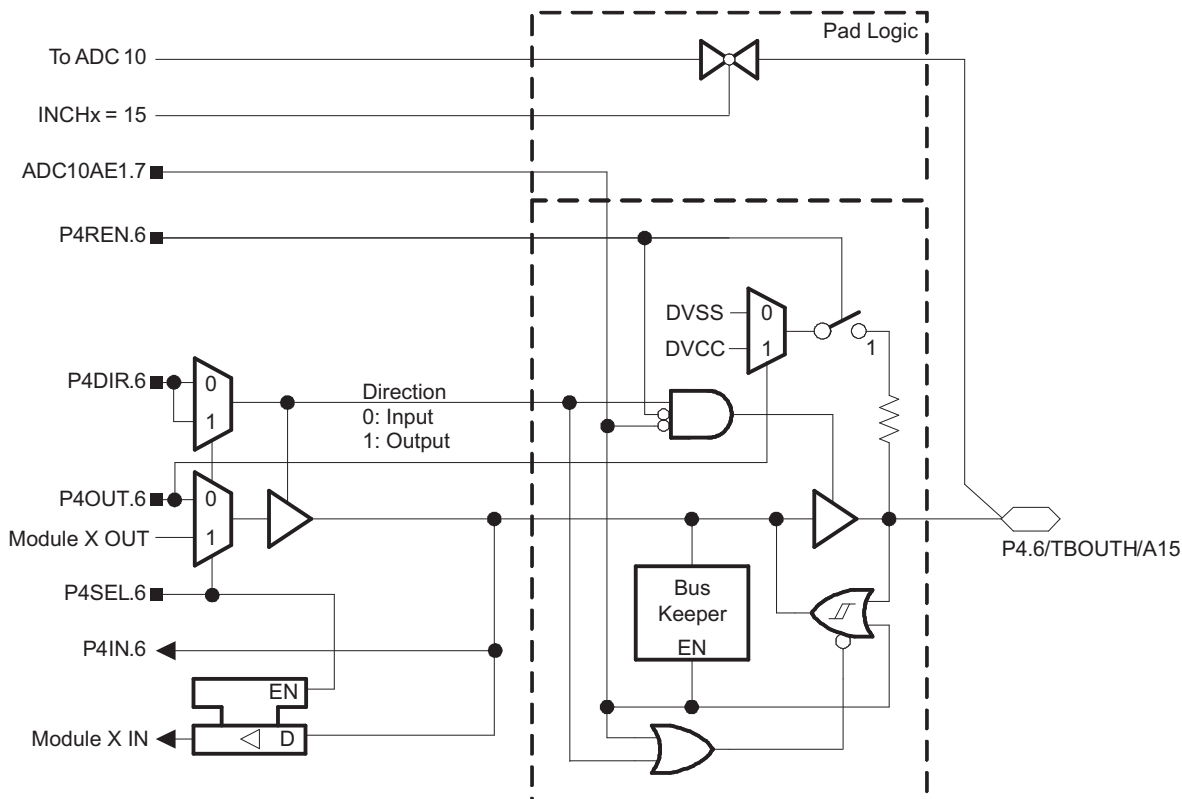 Pad Logic
To ADC 10
INCHx = 15
ADC10AE1.7
P4REN.6
DVSS
0
DVCC
1
1
P4DIR.6
0
1
Direction
0: Input
1: Output
P4OUT.6
0
Module X OUT
1
P4.6/TBOUTH/A15
P4SEL.6
Bus
Keeper
EN
P4IN.6
EN
Module X IN
D